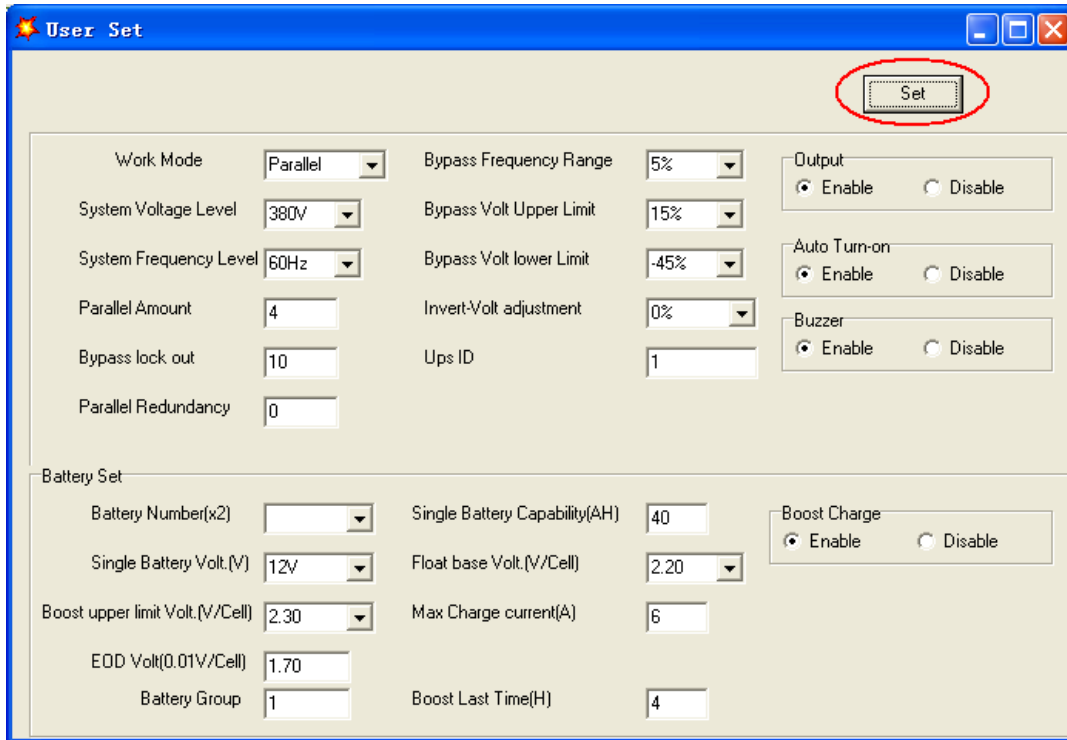 User Set
Set
Work Mode Parallel Bypass Frequency Range 5% Output
Enable Disable
System Voltage Level 380V Bypass Volt Upper Limit 15%
System Frequency Level 60Hz Bypass Volt lower Limit -45% Auto Turn-on
Enable Disable
Parallel Amount 4 Invert-Volt adjustment 0% Buzzer
Enable Disable
Bypass lock out 10 Ups ID 1
Parallel Redundancy 0
Battery Set
Battery Number(x2) Single Battery Capability(AH) 40 Boost Charge
Enable Disable
Single Battery Volt.(V) 12V Float base Volt.(V/Cell) 2.20
Boost upper limit Volt.(V/Cell) 2.30 Max Charge current(A) 6
EOD Volt(0.01V/Cell) 1.70
Battery Group 1 Boost Last Time(H) 4